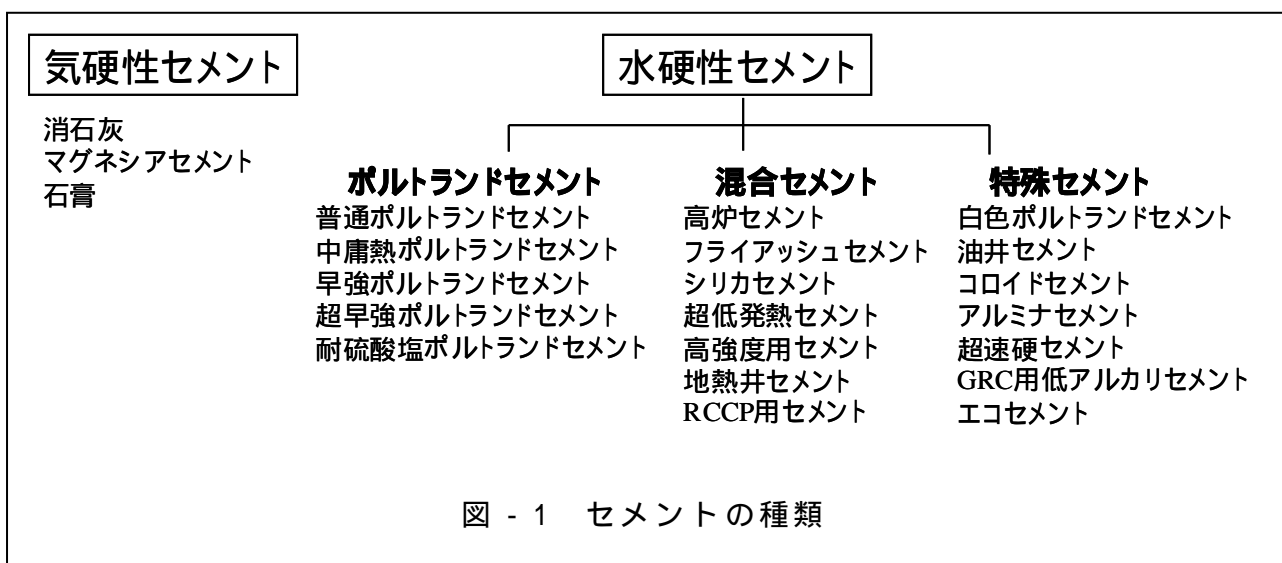 気硬性セメント
消石灰
マグネシアセメント
石膏
水硬性セメント
ポルトランドセメント
普通ポルトランドセメント
中庸熱ポルトランドセメント
早強ポルトランドセメント
超早強ポルトランドセメント
耐硫酸塩ポルトランドセメント
混合セメント
高炉セメント
フライアッシュセメント
シリカセメント
超低発熱セメント
高強度用セメント
地熱井セメント
RCCP用セメント
特殊セメント
白色ポルトランドセメント
油井セメント
コロイドセメント
アルミナセメント
超速硬セメント
GRC用低アルカリセメント
エコセメント
図 - 1 セメントの種類